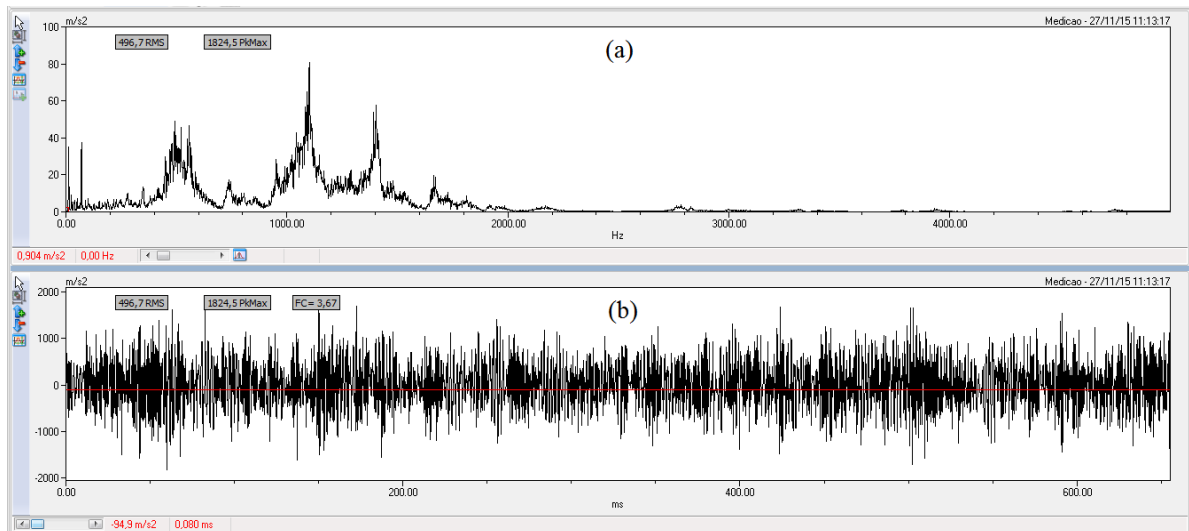 m/s2
Medicao - 27/11/15 11:13:17
100
496,7 RMS 1824,5 PkMax
(a)
80
60
40
20
0
0.00 1000.00 2000.00 3000.00 4000.00
Hz
0,904 m/s2 0,00 Hz
m/s2
Medicao - 27/11/15 11:13:17
2000
496,7 RMS 1824,5 PkMax FC= 3,67
(b)
1000
0
-1000
-2000
0.00 200.00 400.00 600.00
ms
-94,9 m/s2 0,080 ms